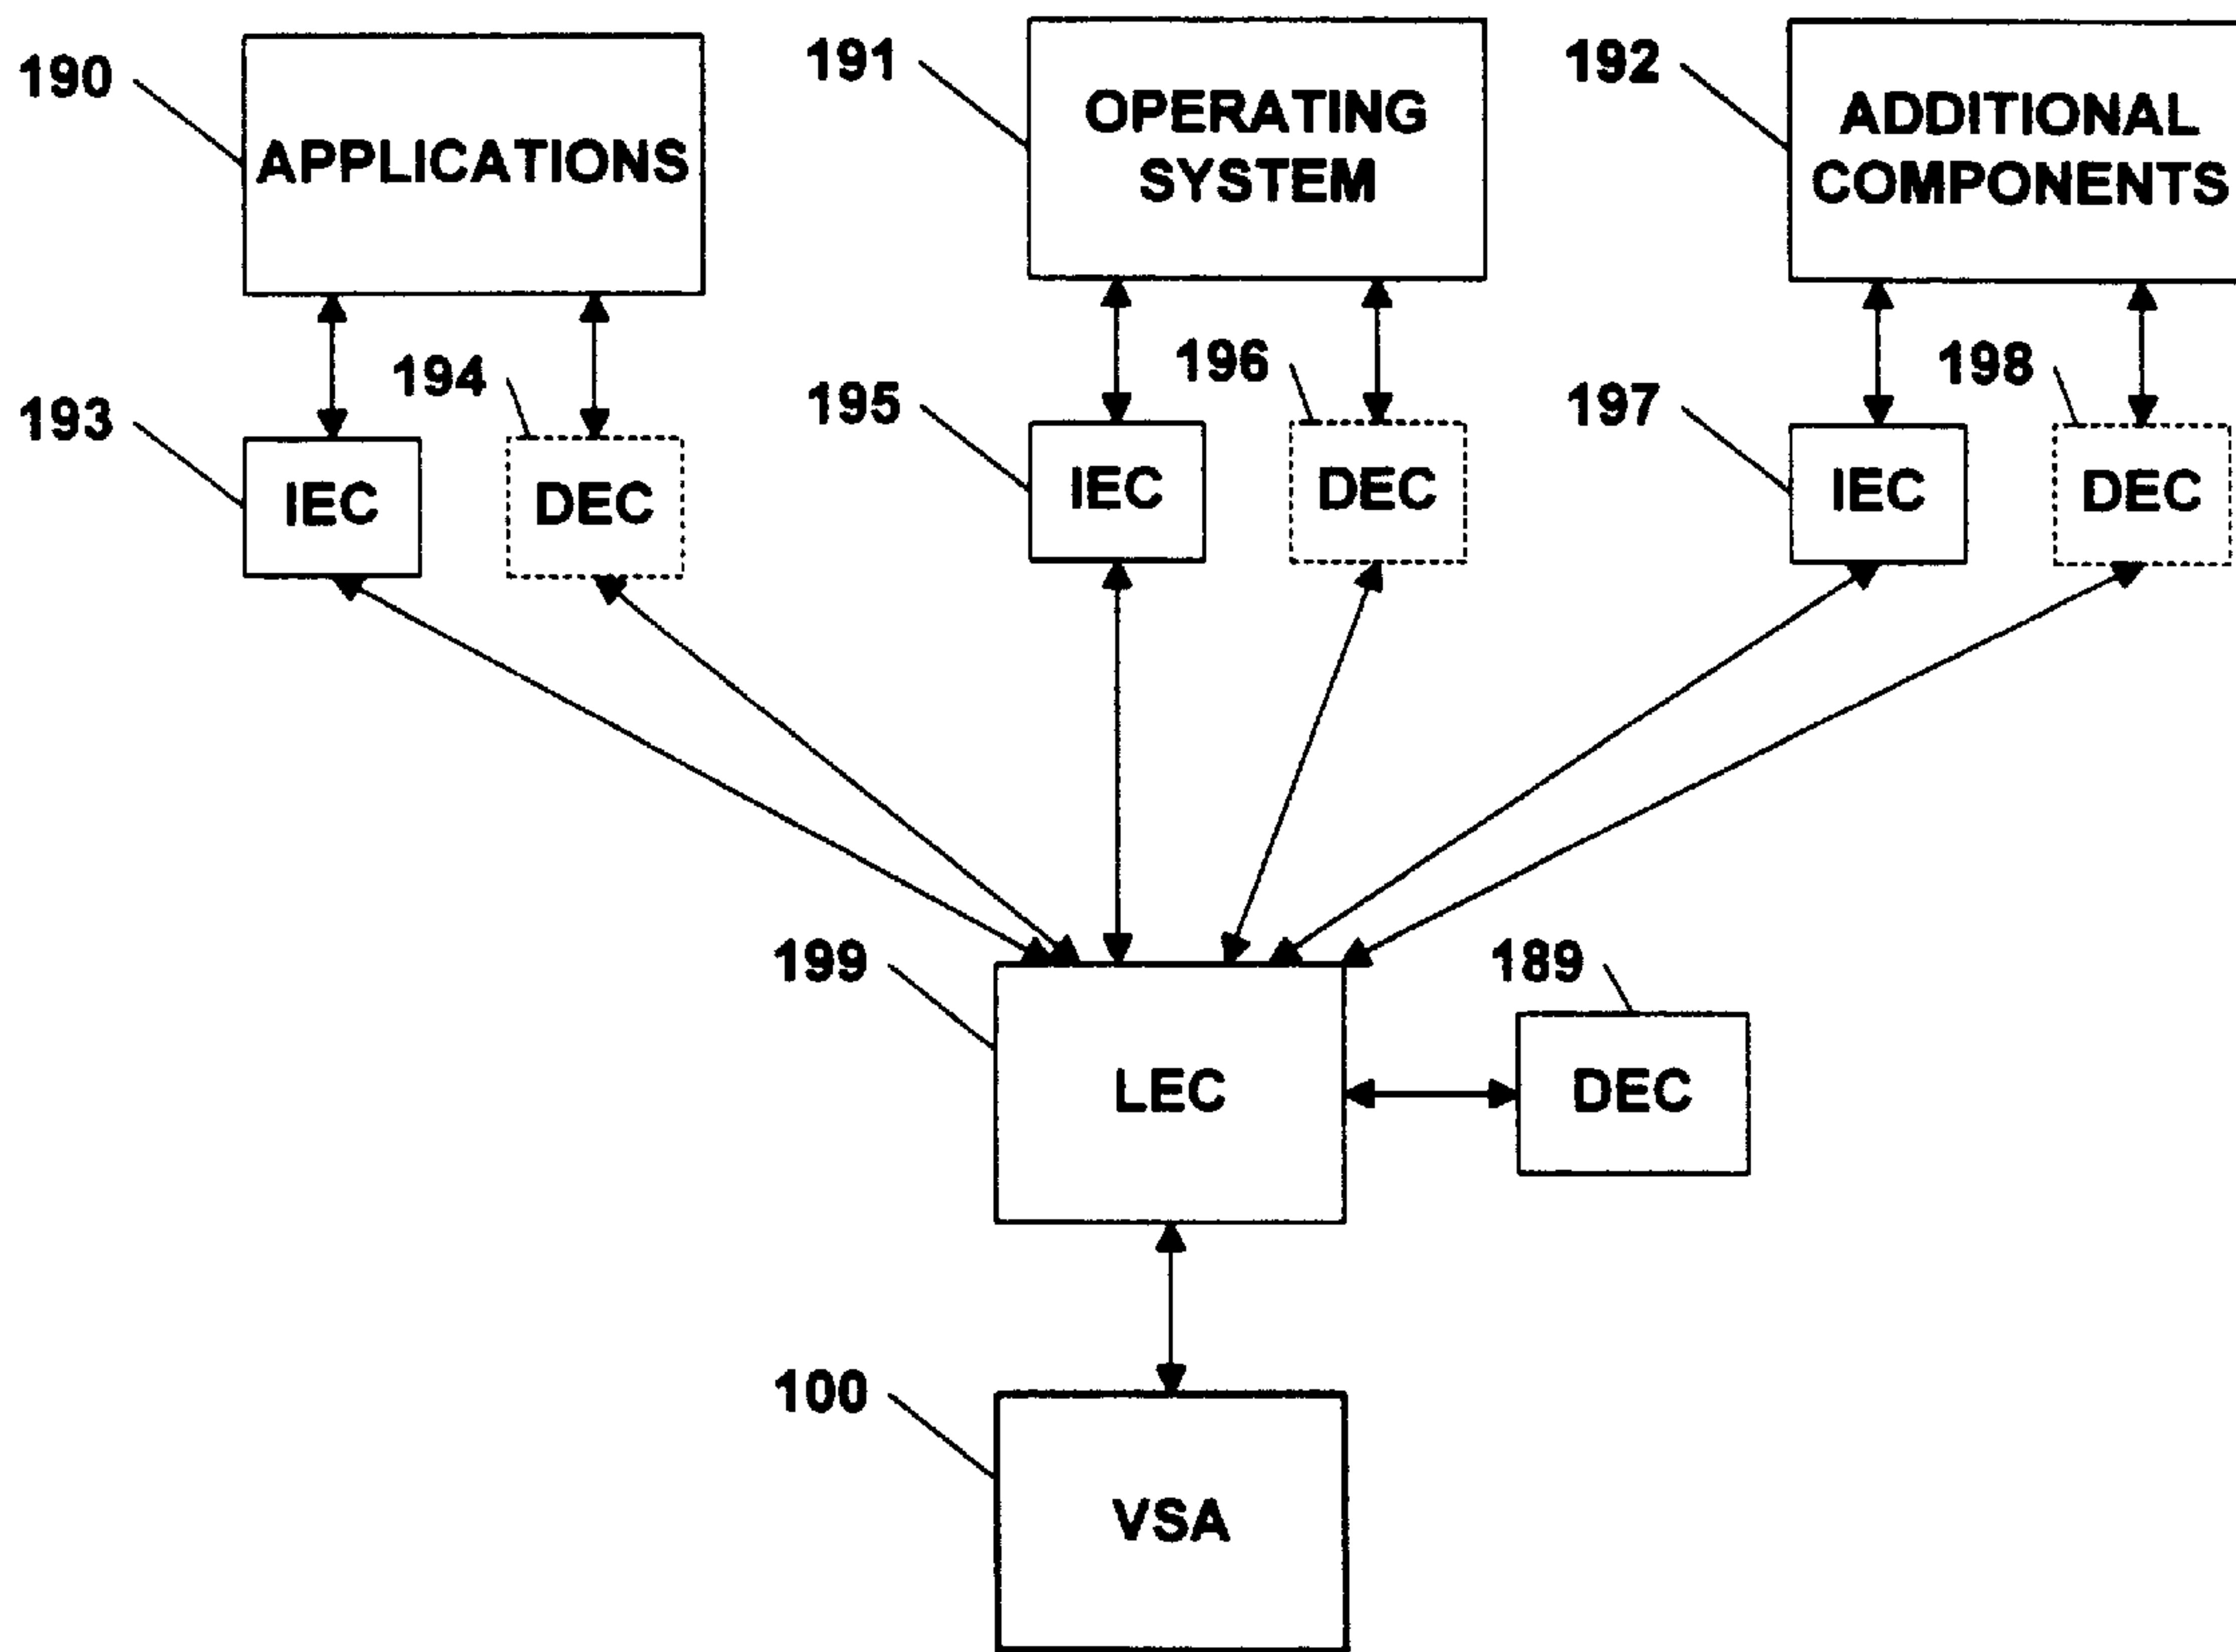 190
APPLICATIONS
191
OPERATING
SYSTEM
192
ADDITIONAL
COMPONENTS
193
IEC
194
DEC
195
IEC
196
DEC
197
IEC
198
DEC
199
LEC
189
DEC
100
VSA